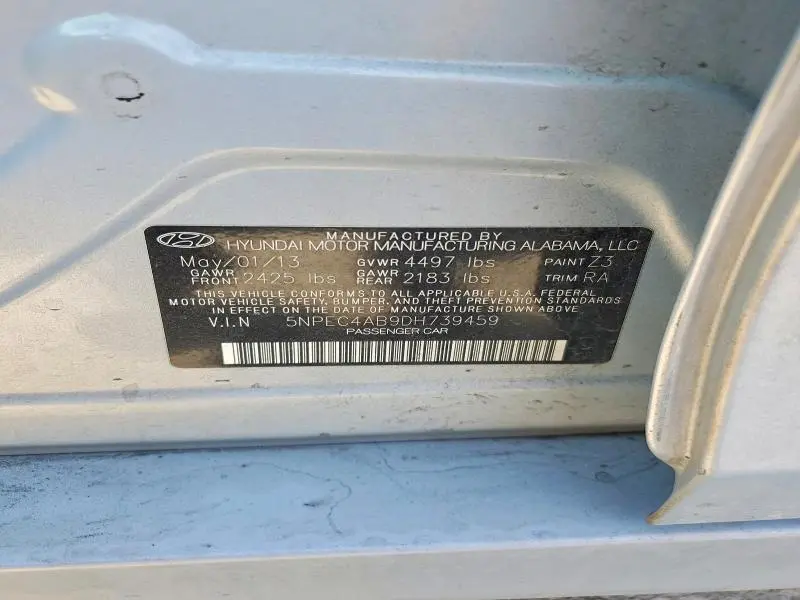 MANUFACTURED BY
HYUNDAI MOTOR MANUFACTURING ALABAMA, LLC
May/01/13 GVWR 4497 lbs PAINT Z3
GAWR FRONT 2425 lbs GAWR REAR 2183 lbs TRIM RA
THIS VEHICLE CONFORMS TO ALL APPLICABLE U.S.A. FEDERAL
MOTOR VEHICLE SAFETY, BUMPER, AND THEFT PREVENTION STANDARDS
IN EFFECT ON THE DATE OF MANUFACTURE SHOWN ABOVE
V.I.N 5NPEC4AB9DH739459
PASSENGER CAR